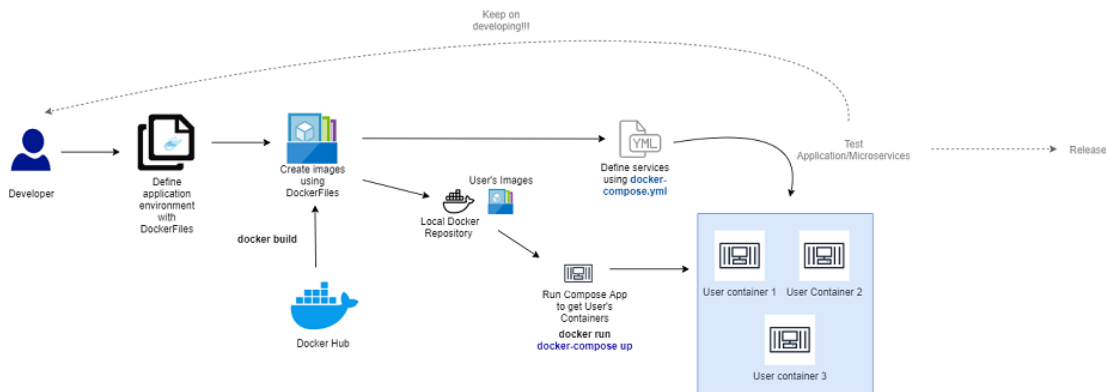 Keep on
developing!!!
Developer
Define
application
environment
with
DockerFiles
Create images
using
DockerFiles
docker build
Docker Hub
User's Images
Local Docker
Repository
YML
Define services
using docker-
compose.yml
Run Compose App
to get User's
Containers
docker run
docker-compose up
Test
Application/Microservices
Release
User container 1
User Container 2
User container 3